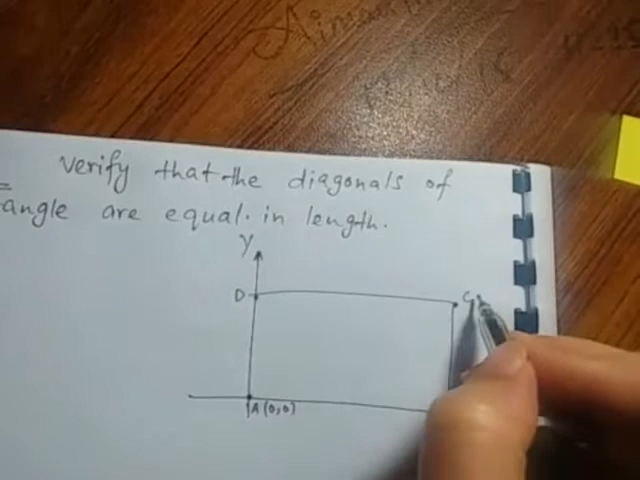 verify that the diagonals of
angle are equal. in length.
Y
D
C
A(0,0)